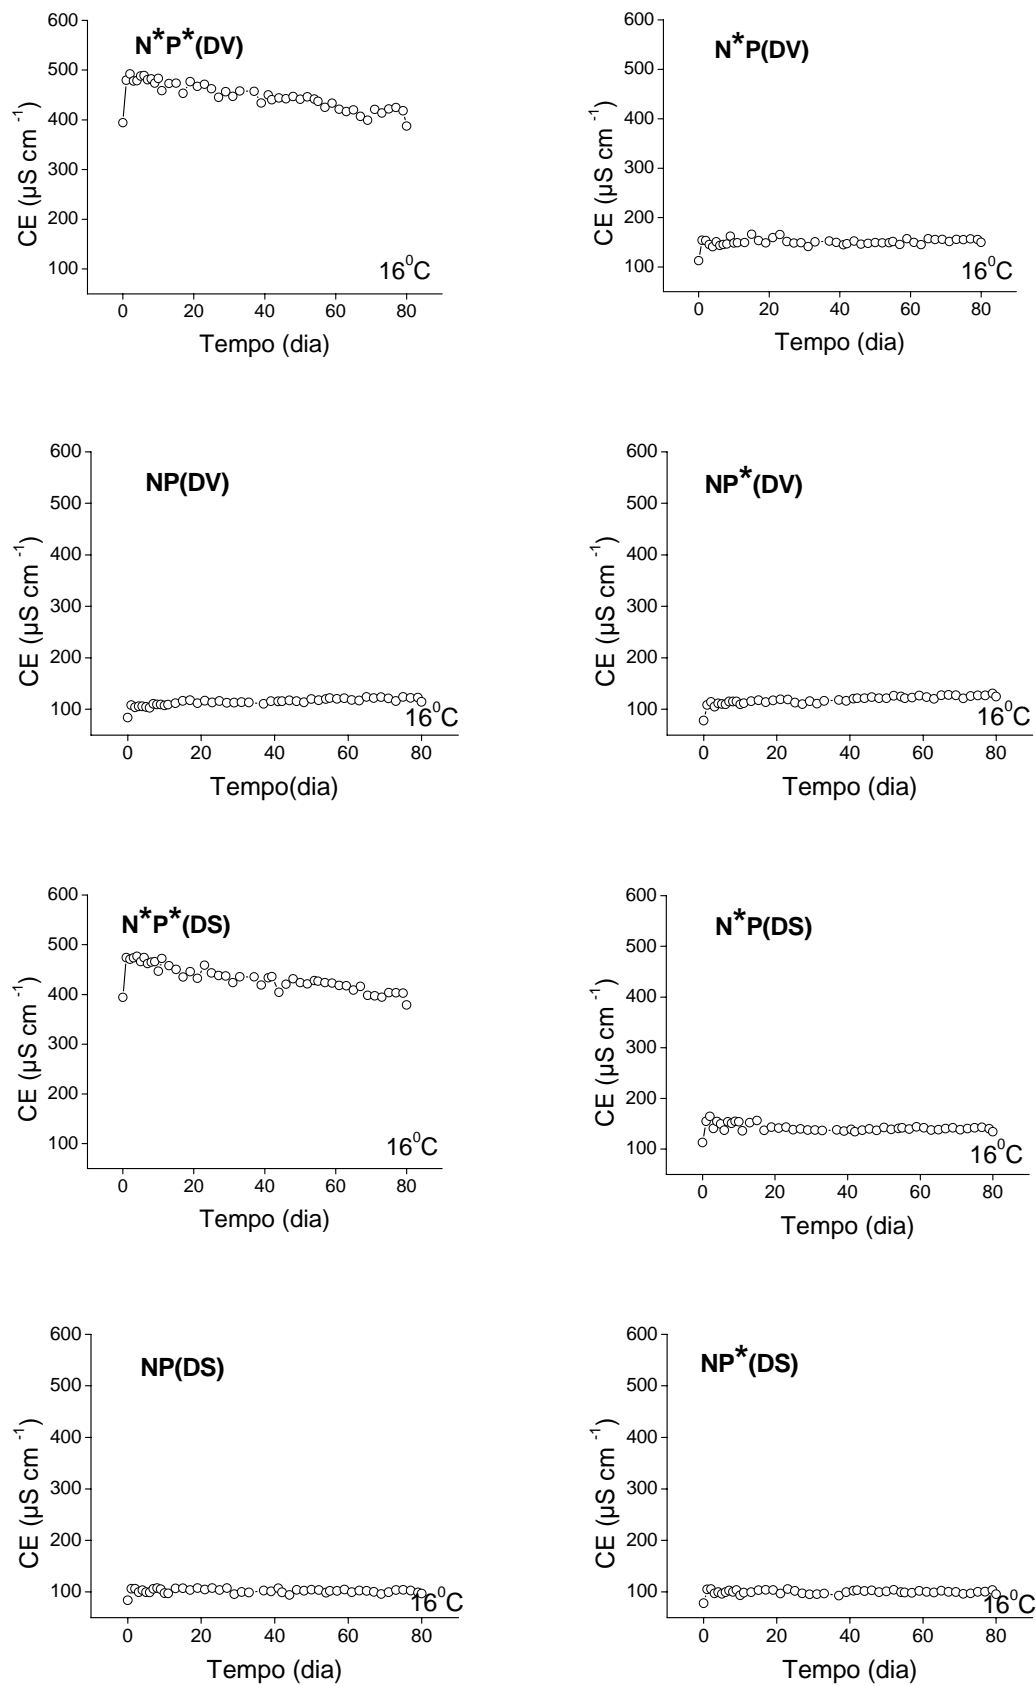 N*P*(DV)
600
500
400
300
200
100
CE (µS cm⁻¹)
16⁰C
0 20 40 60 80
Tempo (dia)
N*P(DV)
600
500
400
300
200
100
CE (µS cm⁻¹)
16⁰C
0 20 40 60 80
Tempo (dia)
NP(DV)
600
500
400
300
200
100
CE (µS cm⁻¹)
16⁰C
0 20 40 60 80
Tempo(dia)
NP*(DV)
600
500
400
300
200
100
CE (µS cm⁻¹)
16⁰C
0 20 40 60 80
Tempo (dia)
N*P*(DS)
600
500
400
300
200
100
CE (µS cm⁻¹)
16⁰C
0 20 40 60 80
Tempo (dia)
N*P(DS)
600
500
400
300
200
100
CE (µS cm⁻¹)
16⁰C
0 20 40 60 80
Tempo (dia)
NP(DS)
600
500
400
300
200
100
CE (µS cm⁻¹)
16⁰C
0 20 40 60 80
Tempo (dia)
NP*(DS)
600
500
400
300
200
100
CE (µS cm⁻¹)
16⁰C
0 20 40 60 80
Tempo (dia)